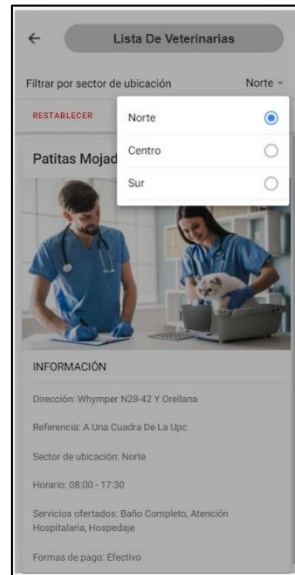 Lista De Veterinarias
Filtrar por sector de ubicación Norte
RESTABLECER
Norte
Centro
Sur
Patitas Mojad
INFORMACIÓN
Dirección: Whymper N28-42 Y Orellana
Referencia: A Una Cuadra De La Upc
Sector de ubicación: Norte
Horario: 08:00 - 17:30
Servicios ofertados: Baño Completo, Atención
Hospitalaria, Hospedaje
Formas de pago: Efectivo